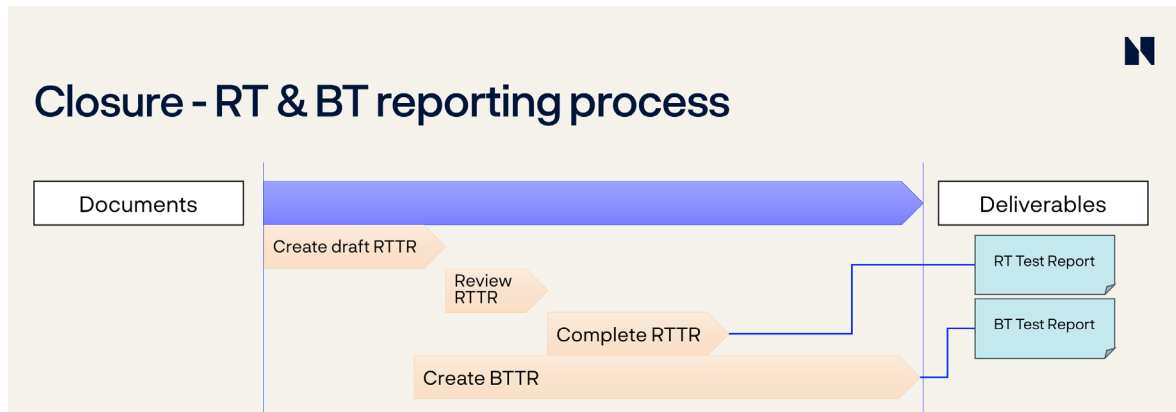 Closure - RT & BT reporting process
Documents
Deliverables
Create draft RTTR
RT Test Report
Review
RTTR
BT Test Report
Complete RTTR
Create BTTR